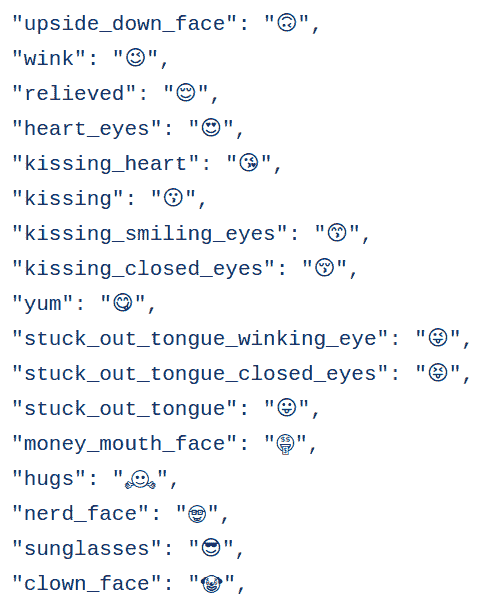 "upside_down_face": "🙃",
"wink": "😉",
"relieved": "😌",
"heart_eyes": "😍",
"kissing_heart": "😘",
"kissing": "😗",
"kissing_smiling_eyes": "😙",
"kissing_closed_eyes": "😚",
"yum": "😋",
"stuck_out_tongue_winking_eye": "😜",
"stuck_out_tongue_closed_eyes": "😝",
"stuck_out_tongue": "😛",
"money_mouth_face": "🤑",
"hugs": "🤗",
"nerd_face": "🤓",
"sunglasses": "😎",
"clown_face": "🤡",